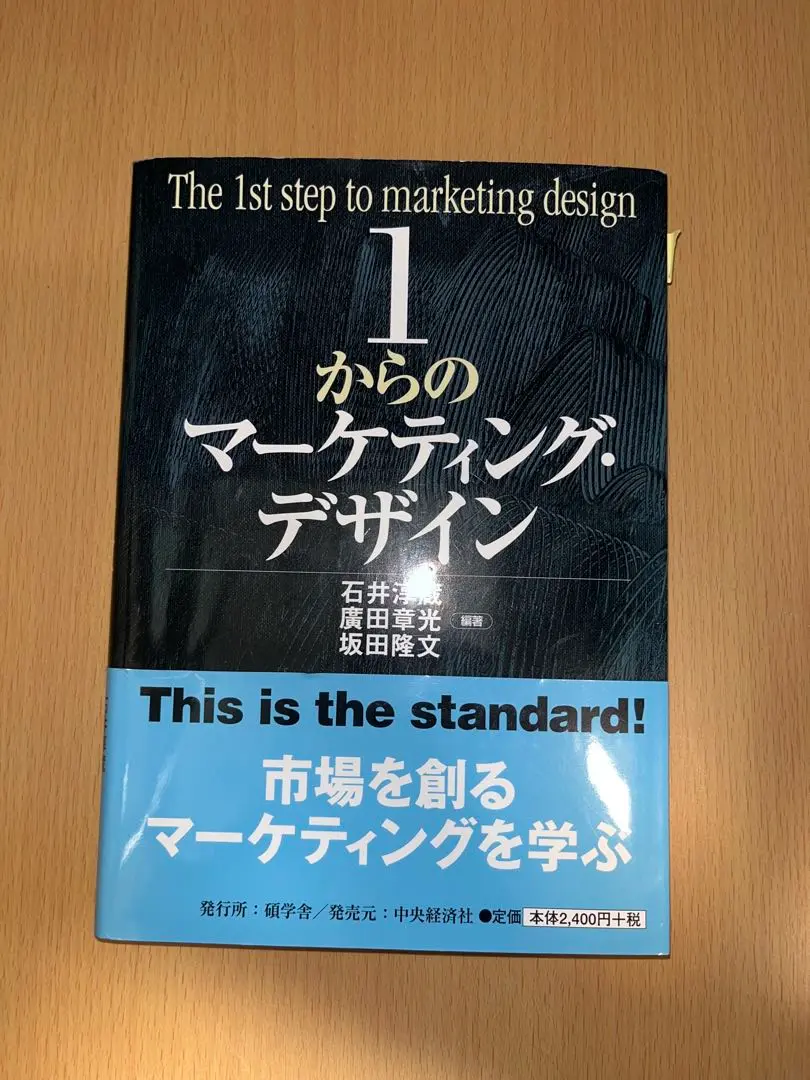 The 1st step to marketing design
1
からの
マーケティング・
デザイン
石井淳蔵
廣田章光
坂田隆文
編著
This is the standard!
市場を創る
マーケティングを学ぶ
発行所：碩学舎／発売元：中央経済社 ●定価 本体2,400円＋税